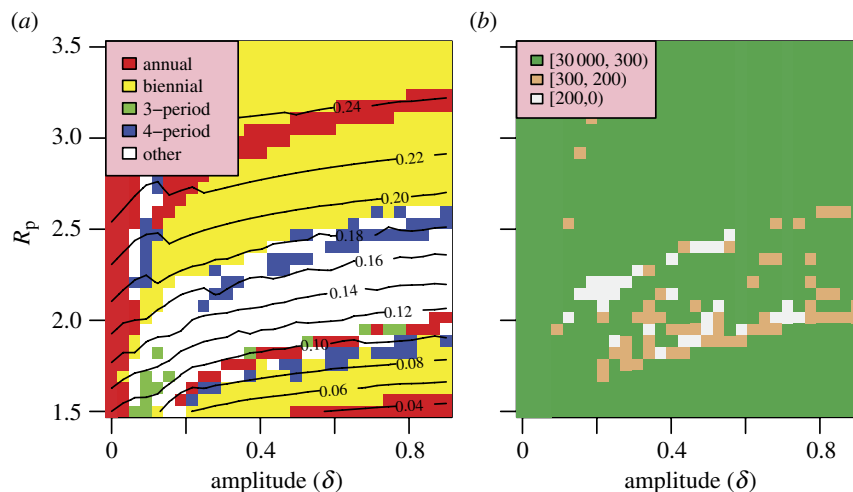 (a)
3.5
3.0
2.5
2.0
1.5
Rp
annual
biennial
3-period
4-period
other
0.24
0.22
0.20
0.18
0.16
0.14
0.12
0.10
0.08
0.06
0.04
0
0.4
0.8
amplitude (δ)
(b)
[30 000, 300)
[300, 200)
[200,0)
0
0.4
0.8
amplitude (δ)